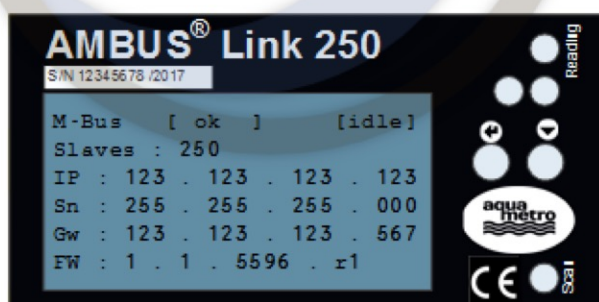 AMBUS® Link 250
S/N 12345678 /2017
M-Bus [ ok ] [idle]
Slaves : 250
IP : 123 . 123 . 123 . 123
Sn : 255 . 255 . 255 . 000
Gw : 123 . 123 . 123 . 567
FW : 1 . 1 . 5596 . r1
Reading
aqua
metro
CE
Scan